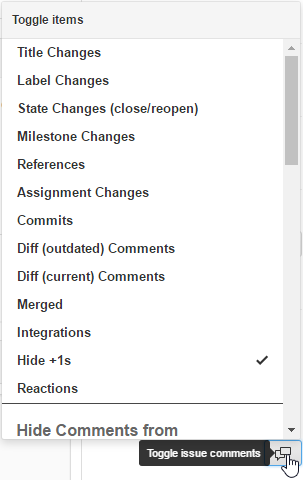 Toggle items
Title Changes
Label Changes
State Changes (close/reopen)
Milestone Changes
References
Assignment Changes
Commits
Diff (outdated) Comments
Diff (current) Comments
Merged
Integrations
Hide +1s
Reactions
Hide Comments from
Toggle issue comments